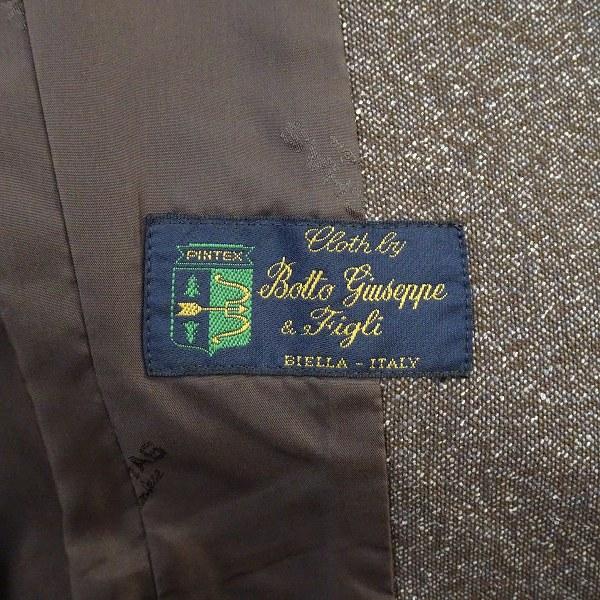 PINTEX
Cloth by
Botto Giuseppe
& Figli
BIELLA - ITALY